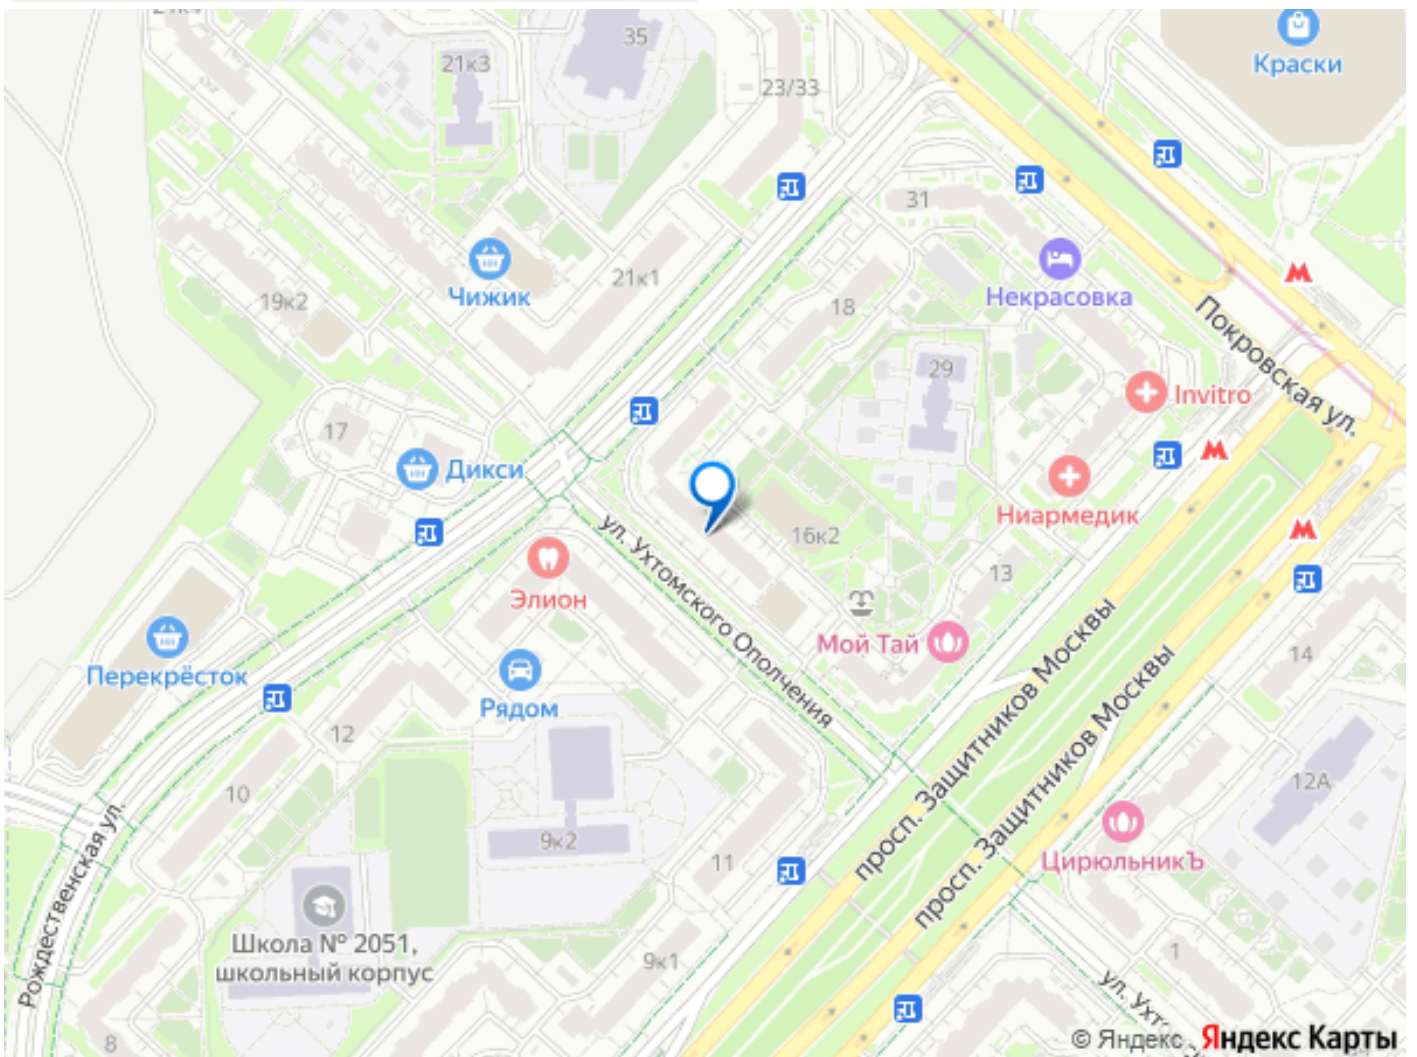 35
Краски
21к3
23/33
31
Чижик
21к1
Некрасовка
19к2
18
Покровская ул.
29
Invitro
17
Дикси
Ниармедик
16к2
ул. Ухтомского Ополчения
Элион
13
Мой Тай
просп. Защитников Москвы
просп. Защитников Москвы
14
Перекрёсток
Рядом
12
10
12А
9к2
11
ЦирюльникЪ
Рождественская ул.
Школа № 2051,
школьный корпус
9к1
1
8
© Яндекс
Яндекс Карты